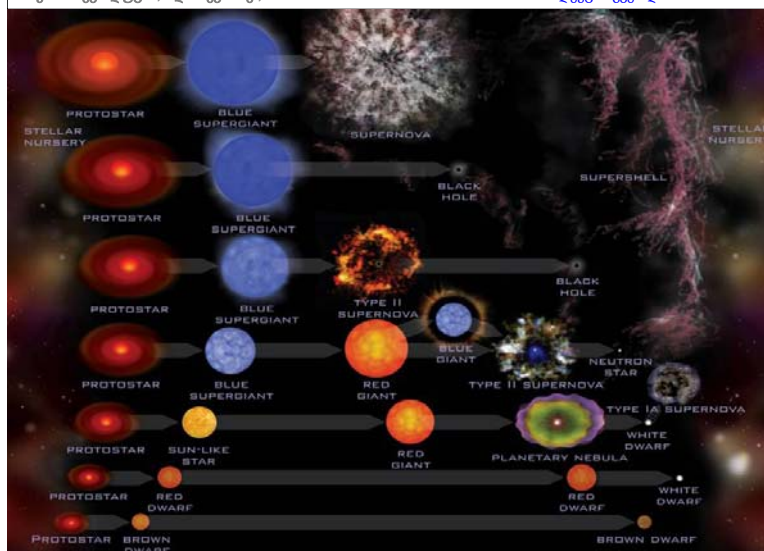 PROTOSTAR
BLUE
SUPERGIANT
SUPERNOVA
STELLAR
NURSERY
STELLAR
NURSERY
PROTOSTAR
BLUE
SUPERGIANT
BLACK
HOLE
SUPERSHELL
PROTOSTAR
BLUE
SUPERGIANT
TYPE II
SUPERNOVA
BLACK
HOLE
PROTOSTAR
BLUE
SUPERGIANT
RED
GIANT
BLUE
GIANT
TYPE II SUPERNOVA
NEUTRON
STAR
TYPE IA SUPERNOVA
PROTOSTAR
SUN-LIKE
STAR
RED
GIANT
PLANETARY NEBULA
WHITE
DWARF
PROTOSTAR
RED
DWARF
RED
DWARF
WHITE
DWARF
PROTOSTAR
BROWN
DWARF
BROWN DWARF